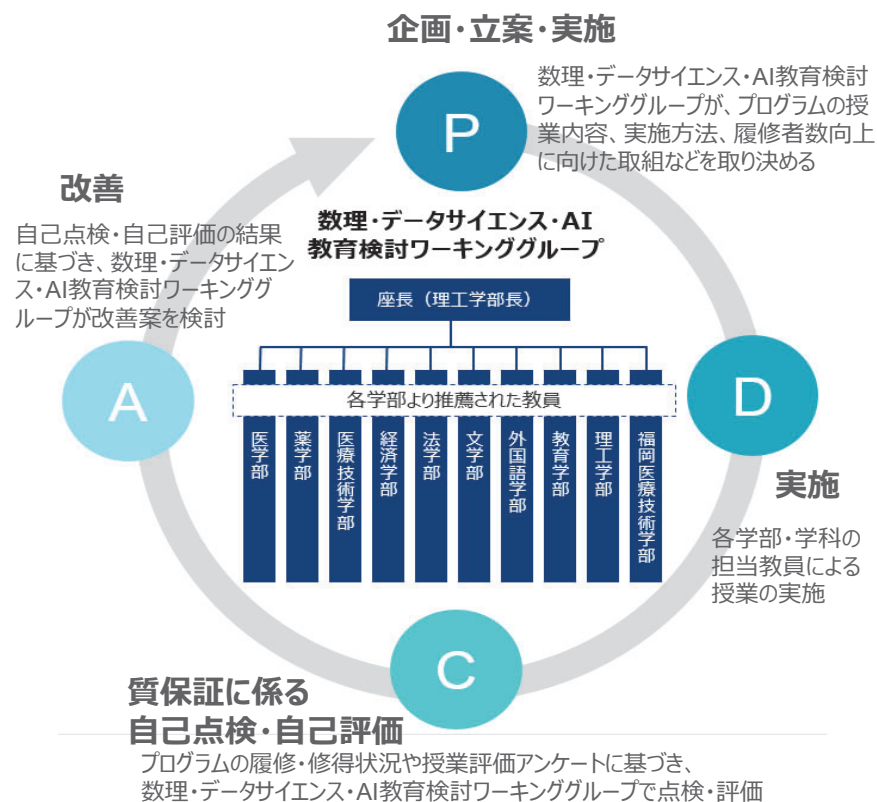 企画・立案・実施
P
数理・データサイエンス・AI教育検討
ワーキンググループが、プログラムの授
業内容、実施方法、履修者数向上
に向けた取組などを取り決める
改善
自己点検・自己評価の結果
に基づき、数理・データサイエン
ス・AI教育検討ワーキンググ
ループが改善案を検討
数理・データサイエンス・AI
教育検討ワーキンググループ
座長（理工学部長）
各学部より推薦された教員
医学部
薬学部
医療技術学部
経済学部
法学部
文学部
外国語学部
教育学部
理工学部
福岡医療技術学部
A
D
実施
各学部・学科の
担当教員による
授業の実施
C
質保証に係る
自己点検・自己評価
プログラムの履修・修得状況や授業評価アンケートに基づき、
数理・データサイエンス・AI教育検討ワーキンググループで点検・評価